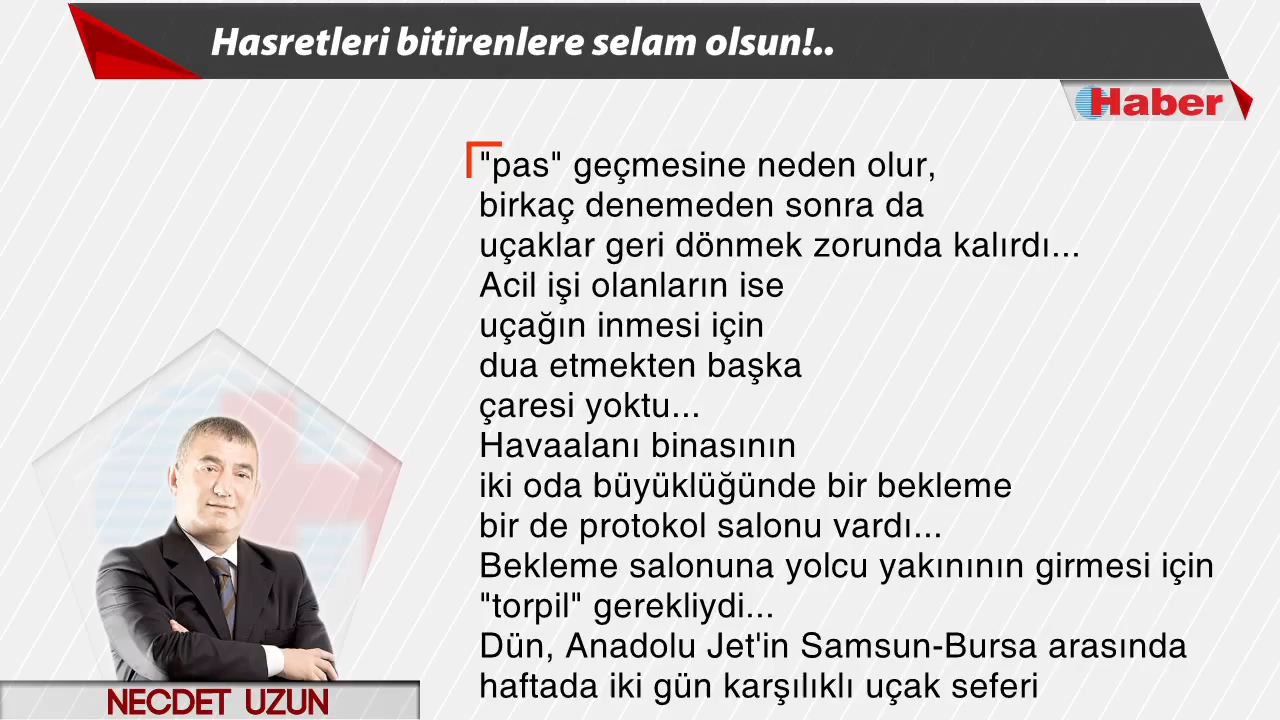 Hasretleri bitirenlere selam olsun!..
Haber
"pas" geçmesine neden olur,
birkaç denemeden sonra da
uçaklar geri dönmek zorunda kalırdı...
Acil işi olanların ise
uçağın inmesi için
dua etmekten başka
çaresi yoktu...
Havaalanı binasının
iki oda büyüklüğünde bir bekleme
bir de protokol salonu vardı...
Bekleme salonuna yolcu yakınının girmesi için
"torpil" gerekliydi...
Dün, Anadolu Jet'in Samsun-Bursa arasında
haftada iki gün karşılıklı uçak seferi
NECDET UZUN